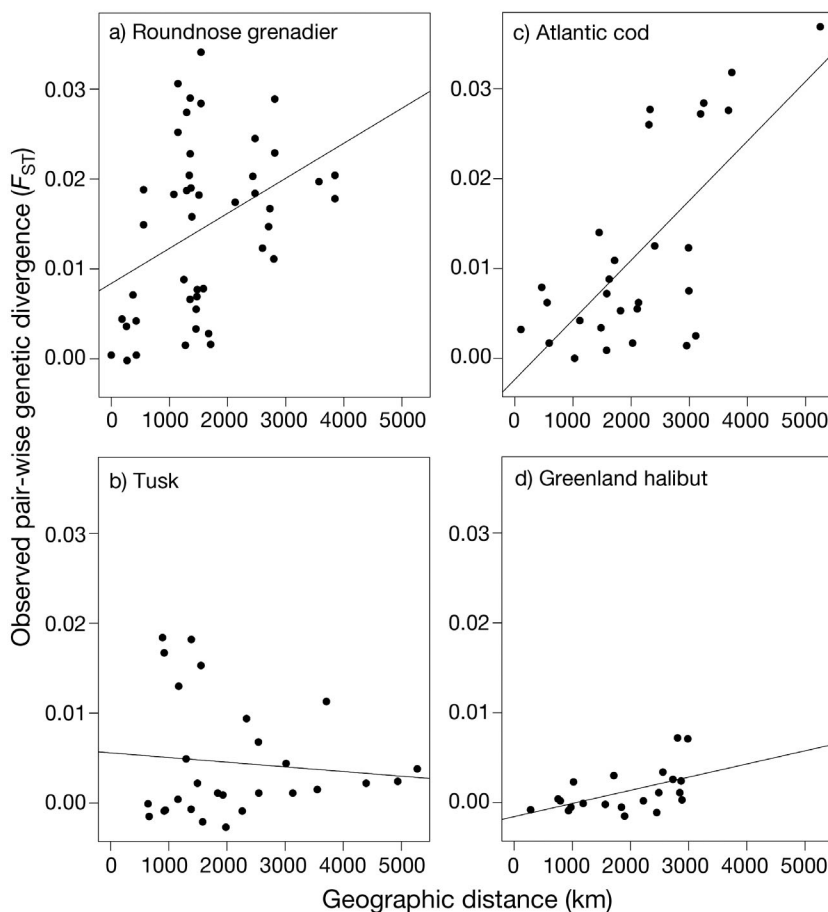 Observed pair-wise genetic divergence (FST)
a) Roundnose grenadier
0.03
0.02
0.01
0.00
0 1000 2000 3000 4000 5000
c) Atlantic cod
0.03
0.02
0.01
0.00
0 1000 2000 3000 4000 5000
b) Tusk
0.03
0.02
0.01
0.00
0 1000 2000 3000 4000 5000
d) Greenland halibut
0.03
0.02
0.01
0.00
0 1000 2000 3000 4000 5000
Geographic distance (km)